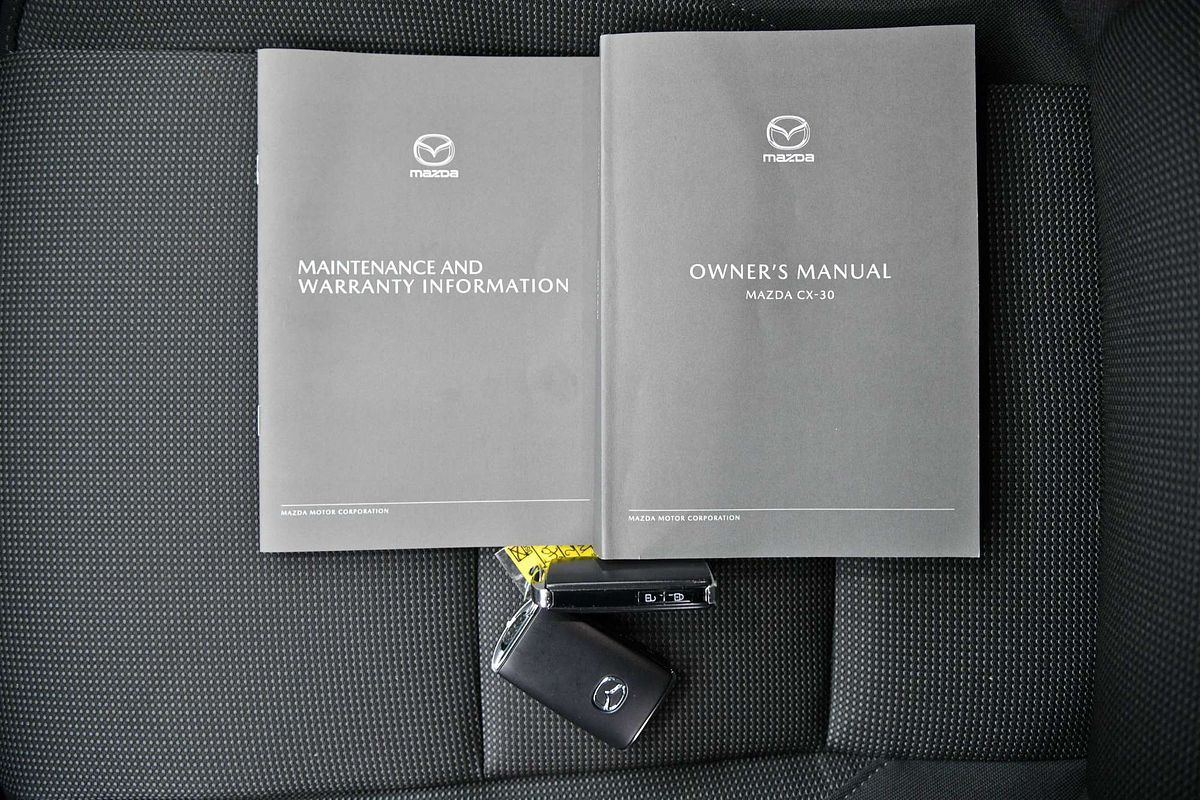 mazda
MAINTENANCE AND
WARRANTY INFORMATION
MAZDA MOTOR CORPORATION
mazda
OWNER'S MANUAL
MAZDA CX-30
MAZDA MOTOR CORPORATION